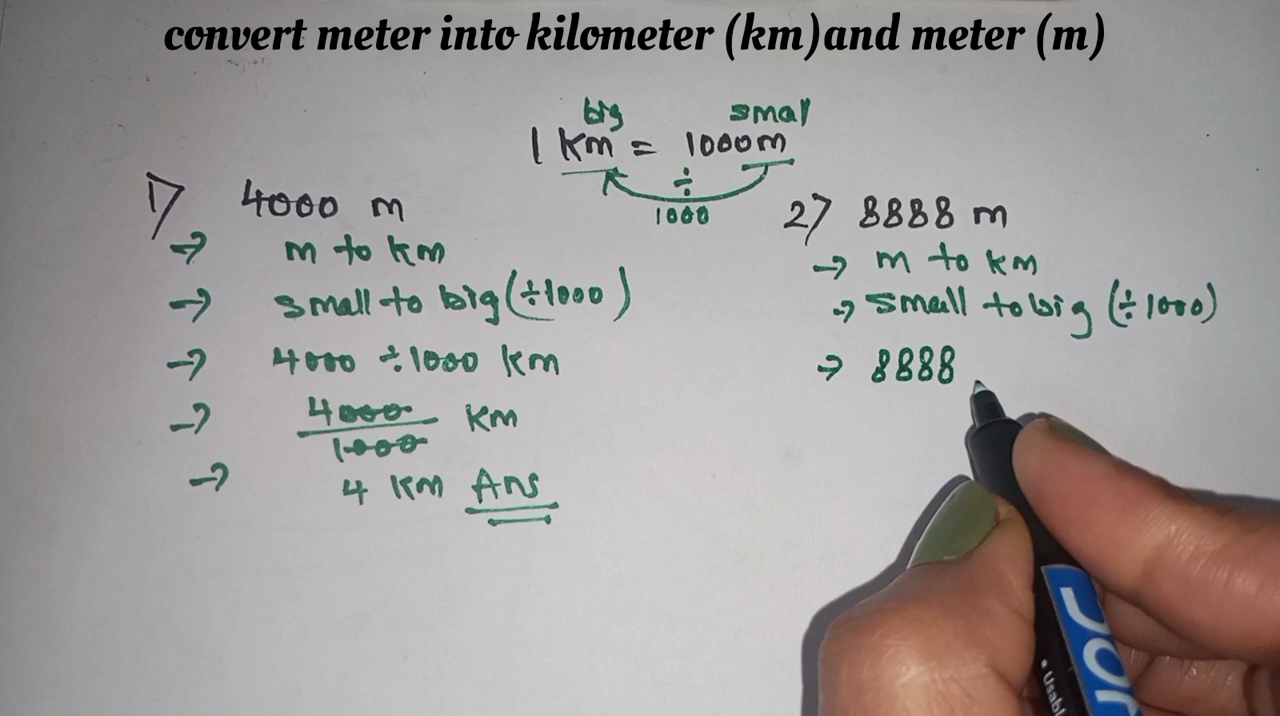 convert meter into kilometer (km)and meter (m)
big small
1 Km = 1000m
÷
1000
1) 4000 m
→ m to km
→ small to big (÷1000)
→ 4000 ÷1000 km
→ 4000/1000 km
→ 4 km Ans
2) 8888 m
→ m to km
→ small to big (÷1000)
→ 8888